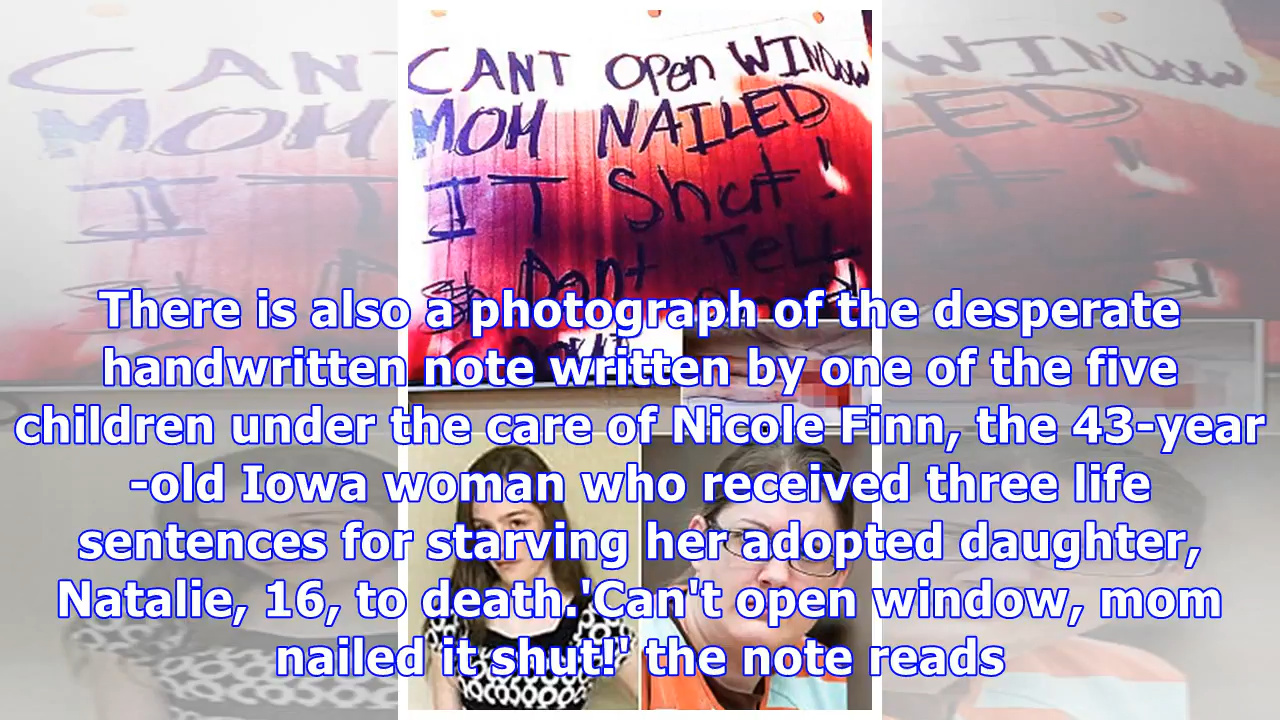 CANT OPen WINDOW
MOM NAILED
IT Shut!
Dont TeLL
There is also a photograph of the desperate
handwritten note written by one of the five
children under the care of Nicole Finn, the 43-year
-old Iowa woman who received three life
sentences for starving her adopted daughter,
Natalie, 16, to death.'Can't open window, mom
nailed it shut!' the note reads